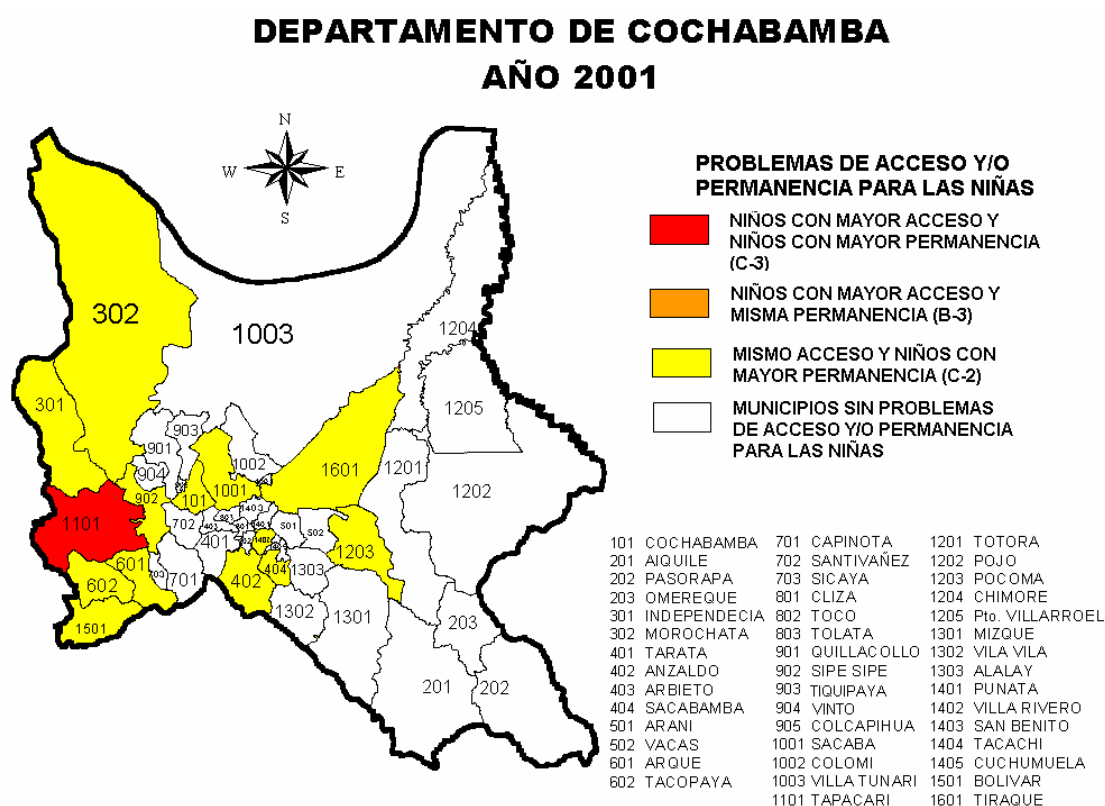 DEPARTAMENTO DE COCHABAMBA
AÑO 2001
N
W
E
S
PROBLEMAS DE ACCESO Y/O
PERMANENCIA PARA LAS NIÑAS
NIÑOS CON MAYOR ACCESO Y
NIÑOS CON MAYOR PERMANENCIA
(C-3)
NIÑOS CON MAYOR ACCESO Y
MISMA PERMANENCIA (B-3)
MISMO ACCESO Y NIÑOS CON
MAYOR PERMANENCIA (C-2)
MUNICIPIOS SIN PROBLEMAS
DE ACCESO Y/O PERMANENCIA
PARA LAS NIÑAS
302
1003
1204
301
1205
903
901
1002
1601
1201
904
1001
101
902
1202
1403
1101
702
501
502
401
1402
1203
601
404
602
703
701
402
1303
1302
1301
203
1501
201
202
101 COCHABAMBA
201 AIQUILE
202 PASORAPA
203 OMEREQUE
301 INDEPENDECIA
302 MOROCHATA
401 TARATA
402 ANZALDO
403 ARBIETO
404 SACABAMBA
501 ARANI
502 VACAS
601 ARQUE
602 TACOPAYA
701 CAPINOTA
702 SANTIVAÑEZ
703 SICAYA
801 CLIZA
802 TOCO
803 TOLATA
901 QUILLACOLLO
902 SIPE SIPE
903 TIQUIPAYA
904 VINTO
905 COLCAPIHUA
1001 SACABA
1002 COLOMI
1003 VILLA TUNARI
1101 TAPACARI
1201 TOTORA
1202 POJO
1203 POCOMA
1204 CHIMORE
1205 Pto. VILLARROEL
1301 MIZQUE
1302 VILA VILA
1303 ALALAY
1401 PUNATA
1402 VILLA RIVERO
1403 SAN BENITO
1404 TACACHI
1405 CUCHUMUELA
1501 BOLIVAR
1601 TIRAQUE